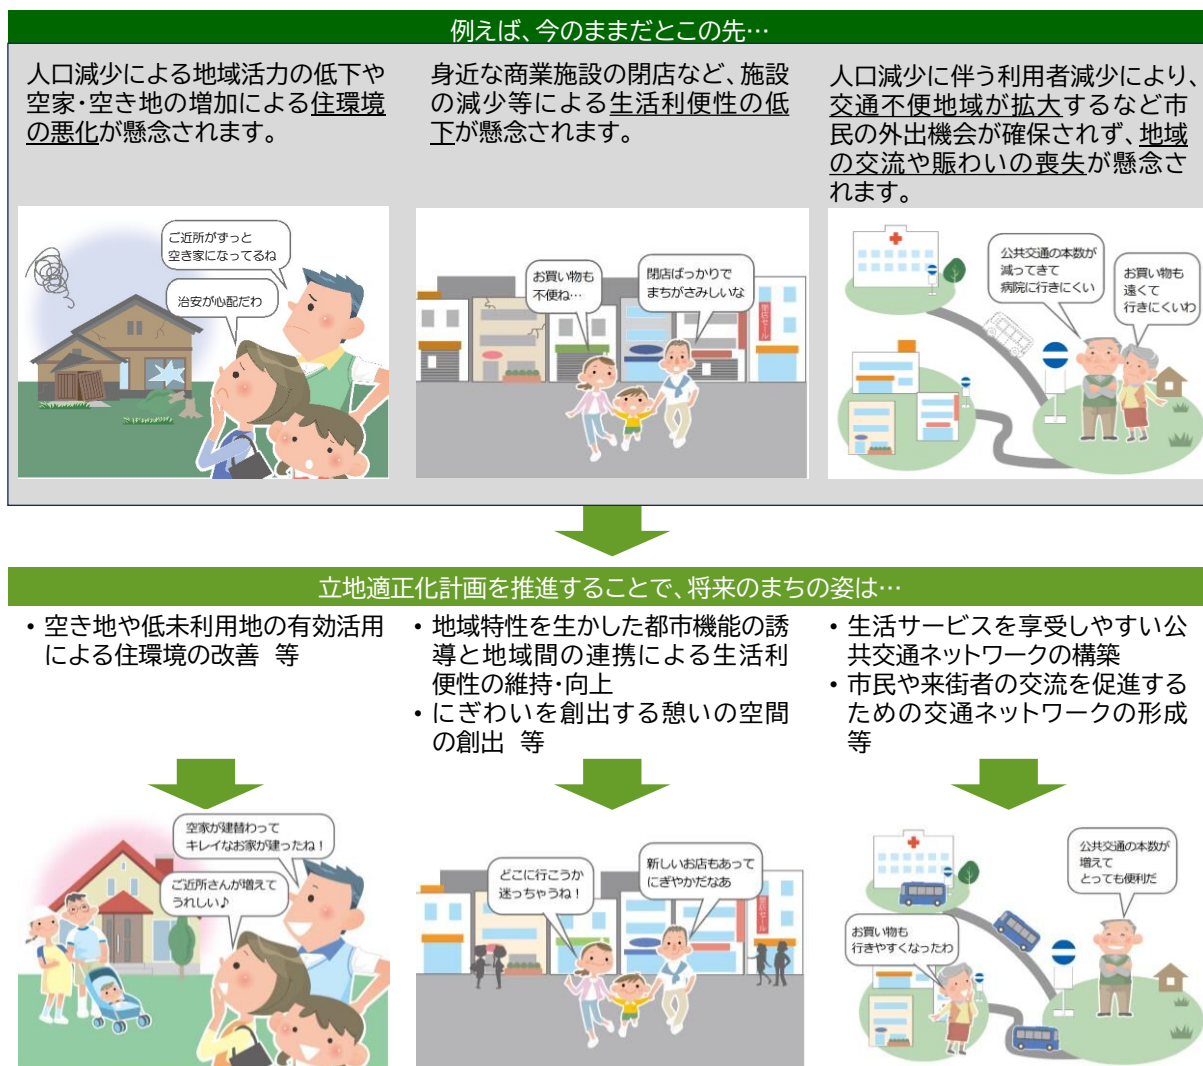 例えば、今のままだとこの先…
人口減少による地域活力の低下や
空家・空き地の増加による住環境
の悪化が懸念されます。
身近な商業施設の閉店など、施設
の減少等による生活利便性の低
下が懸念されます。
人口減少に伴う利用者減少により、
交通不便地域が拡大するなど市
民の外出機会が確保されず、地域
の交流や賑わいの喪失が懸念さ
れます。
ご近所がずっと
空き家になってるね
治安が心配だわ
お買い物も
不便ね…
閉店ばっかりで
まちがさみしいな
閉店セール
公共交通の本数が
減ってきて
病院に行きにくい
お買い物も
遠くて
行きにくいわ
立地適正化計画を推進することで、将来のまちの姿は…
• 空き地や低未利用地の有効活用
による住環境の改善 等
• 地域特性を生かした都市機能の誘
導と地域間の連携による生活利
便性の維持・向上
• にぎわいを創出する憩いの空間
の創出 等
• 生活サービスを享受しやすい公
共交通ネットワークの構築
• 市民や来街者の交流を促進する
ための交通ネットワークの形成
等
空家が建替わって
キレイなお家が建ったね！
ご近所さんが増えて
うれしい♪
どこに行こうか
迷っちゃうね！
新しいお店もあって
にぎやかだなあ
閉店セール
公共交通の本数が
増えて
とっても便利だ
お買い物も
行きやすくなったわ